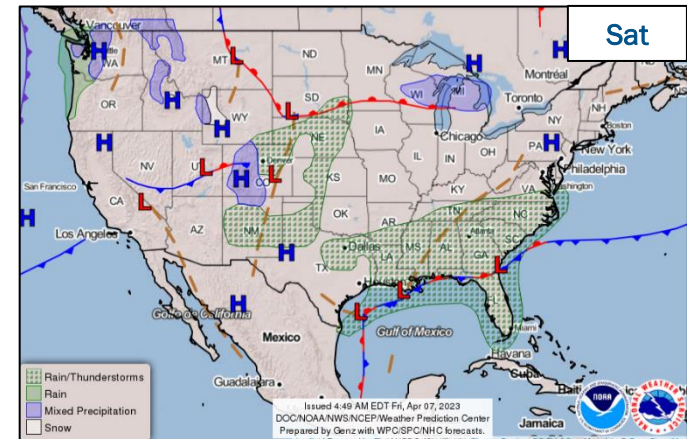 Sat
Vancouver
WA
MT
ND
MN
OR
SD
WI
MI
Montréal
Toronto
NH
Boston
WY
NY
IA
Chicago
NE
PA
New York
NV
Denver
IL
IN
OH
Philadelphia
San Francisco
CO
KS
MO
KY
VA
Washington
CA
OK
TN
NC
Los Angeles
AZ
NM
AR
Atlanta
SC
Dallas
MS
AL
GA
TX
LA
FL
Miami
Golfo de California
Mexico
Gulf of Mexico
Havana
Cuba
Guadalajara
Jamaica
H
L
H
H
L
H
H
L
H
H
L
H
L
L
H
H
L
H
L
L
Rain/Thunderstorms
Rain
Mixed Precipitation
Snow
Issued 4:49 AM EDT Fri, Apr 07, 2023
DOC/NOAA/NWS/NCEP/Weather Prediction Center
Prepared by Genz with WPC/SPC/NHC forecasts.
NOAA